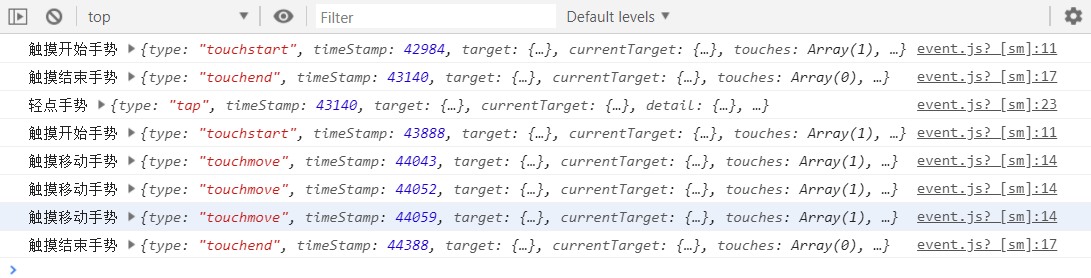 top Filter Default levels
触摸开始手势 {type: "touchstart", timeStamp: 42984, target: {…}, currentTarget: {…}, touches: Array(1), …} event.js? [sm]:11
触摸结束手势 {type: "touchend", timeStamp: 43140, target: {…}, currentTarget: {…}, touches: Array(0), …} event.js? [sm]:17
轻点手势 {type: "tap", timeStamp: 43140, target: {…}, currentTarget: {…}, detail: {…}, …} event.js? [sm]:23
触摸开始手势 {type: "touchstart", timeStamp: 43888, target: {…}, currentTarget: {…}, touches: Array(1), …} event.js? [sm]:11
触摸移动手势 {type: "touchmove", timeStamp: 44043, target: {…}, currentTarget: {…}, touches: Array(1), …} event.js? [sm]:14
触摸移动手势 {type: "touchmove", timeStamp: 44052, target: {…}, currentTarget: {…}, touches: Array(1), …} event.js? [sm]:14
触摸移动手势 {type: "touchmove", timeStamp: 44059, target: {…}, currentTarget: {…}, touches: Array(1), …} event.js? [sm]:14
触摸结束手势 {type: "touchend", timeStamp: 44388, target: {…}, currentTarget: {…}, touches: Array(0), …} event.js? [sm]:17